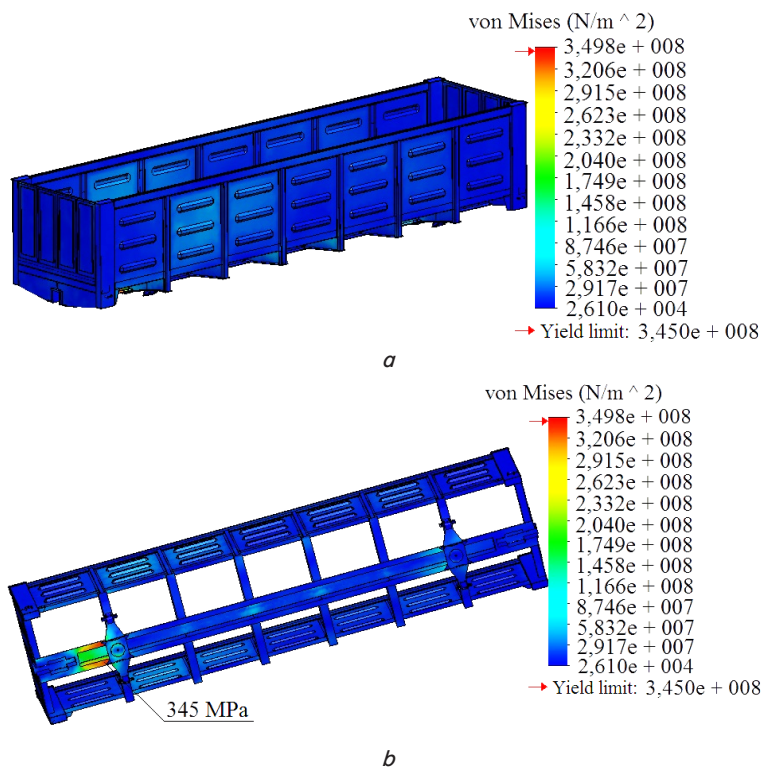 von Mises (N/m ^ 2)
3,498e + 008
3,206e + 008
2,915e + 008
2,623e + 008
2,332e + 008
2,040e + 008
1,749e + 008
1,458e + 008
1,166e + 008
8,746e + 007
5,832e + 007
2,917e + 007
2,610e + 004
Yield limit: 3,450e + 008
a
von Mises (N/m ^ 2)
3,498e + 008
3,206e + 008
2,915e + 008
2,623e + 008
2,332e + 008
2,040e + 008
1,749e + 008
1,458e + 008
1,166e + 008
8,746e + 007
5,832e + 007
2,917e + 007
2,610e + 004
Yield limit: 3,450e + 008
345 MPa
b